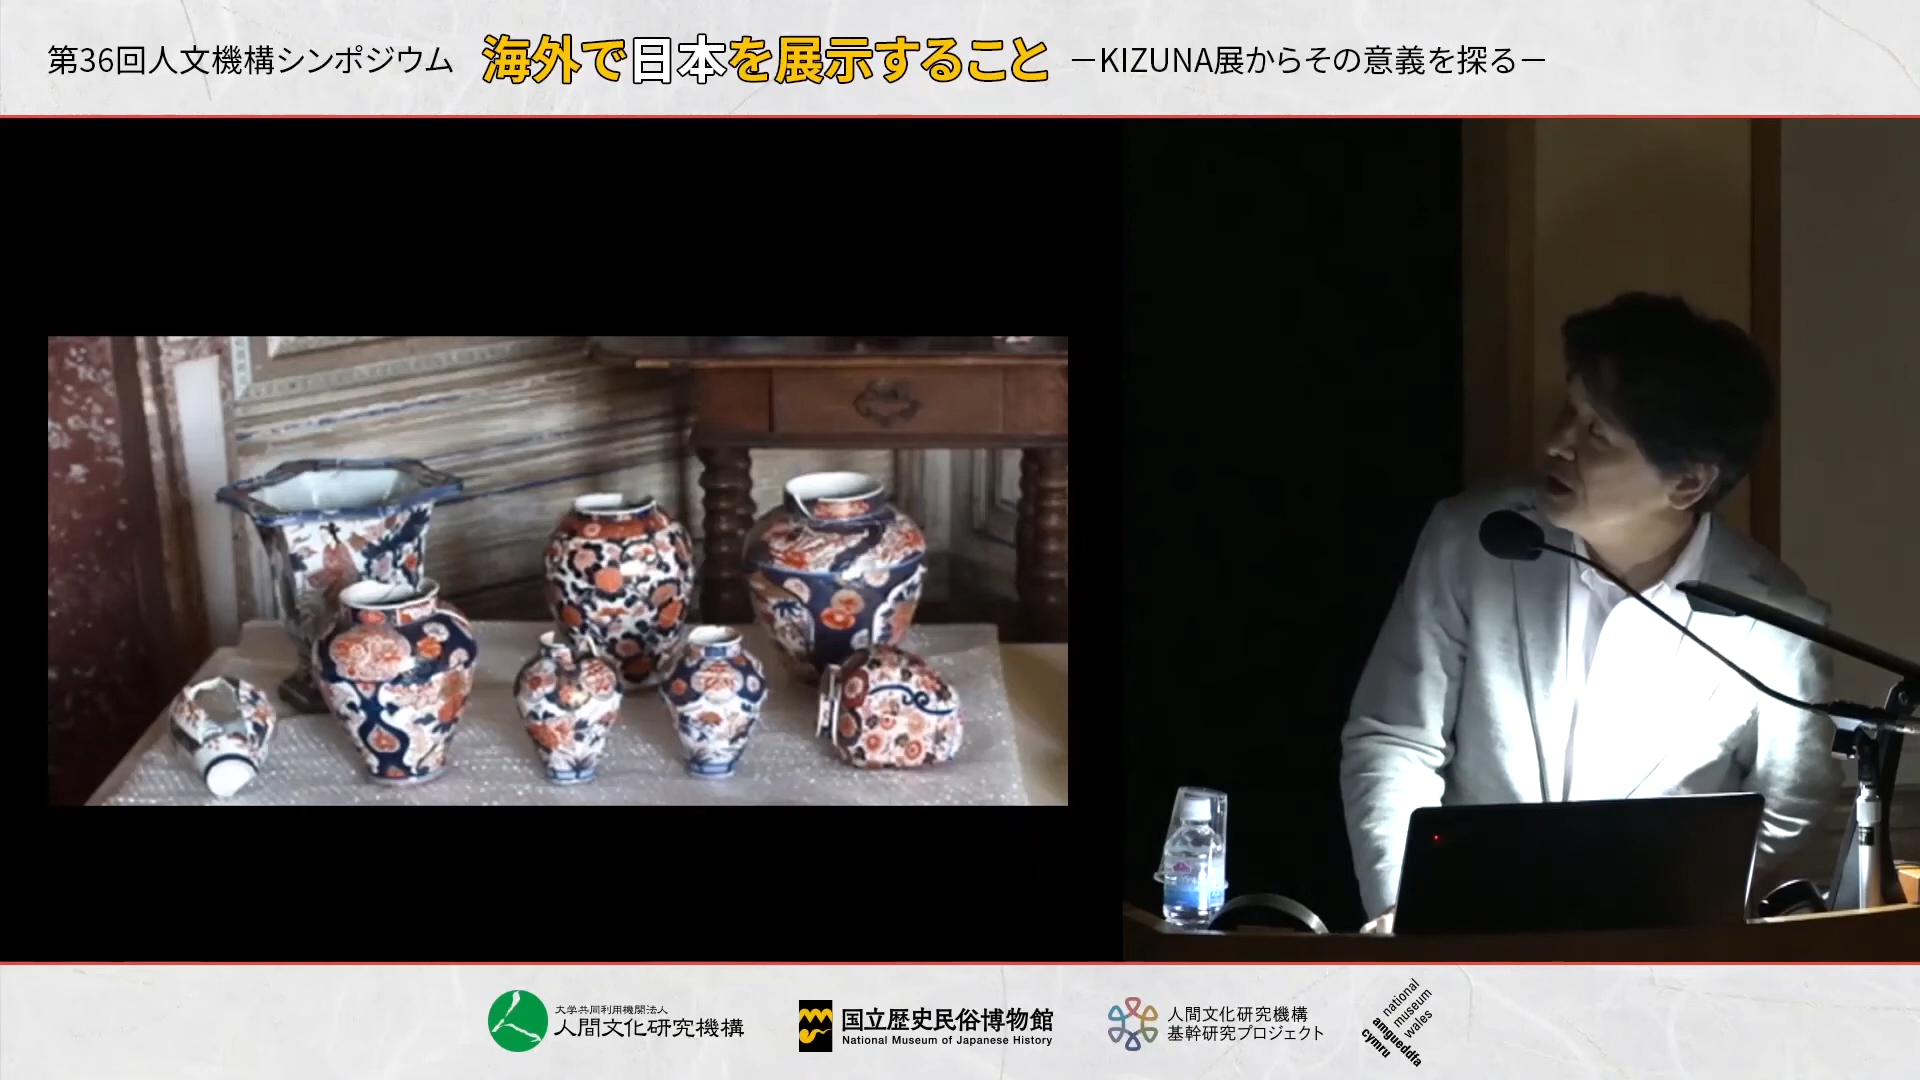 第36回人文機構シンポジウム 海外で日本を展示すること －KIZUNA展からその意義を探る－
大学共同利用機関法人
人間文化研究機構
国立歴史民俗博物館
National Museum of Japanese History
人間文化研究機構
基幹研究プロジェクト
national
museum
wales
amgueddfa
cymru